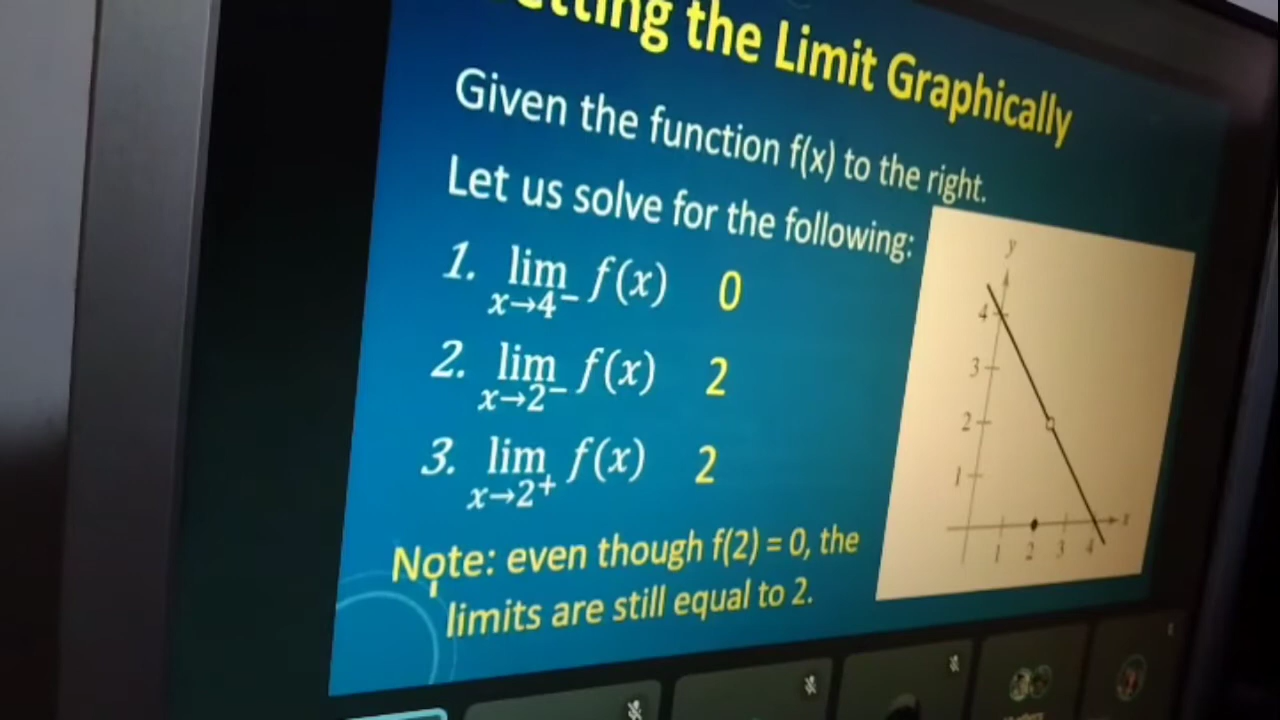 the Limit Graphically
Given the function f(x) to the right.
Let us solve for the following:
1. lim x→4⁻ f(x) 0
2. lim x→2⁻ f(x) 2
3. lim x→2⁺ f(x) 2
Note: even though f(2) = 0, the
limits are still equal to 2.
y
4
3
2
1
x
1 2 3 4